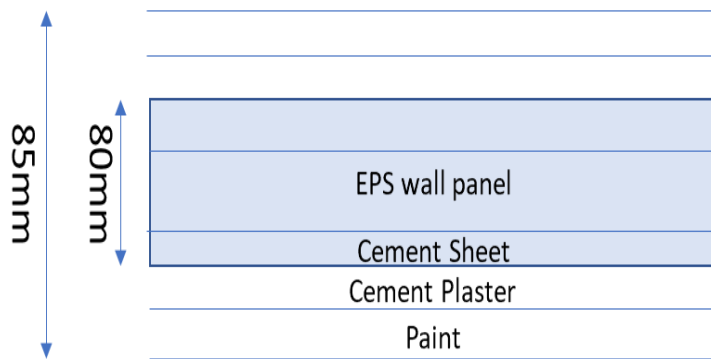 85mm
80mm
EPS wall panel
Cement Sheet
Cement Plaster
Paint